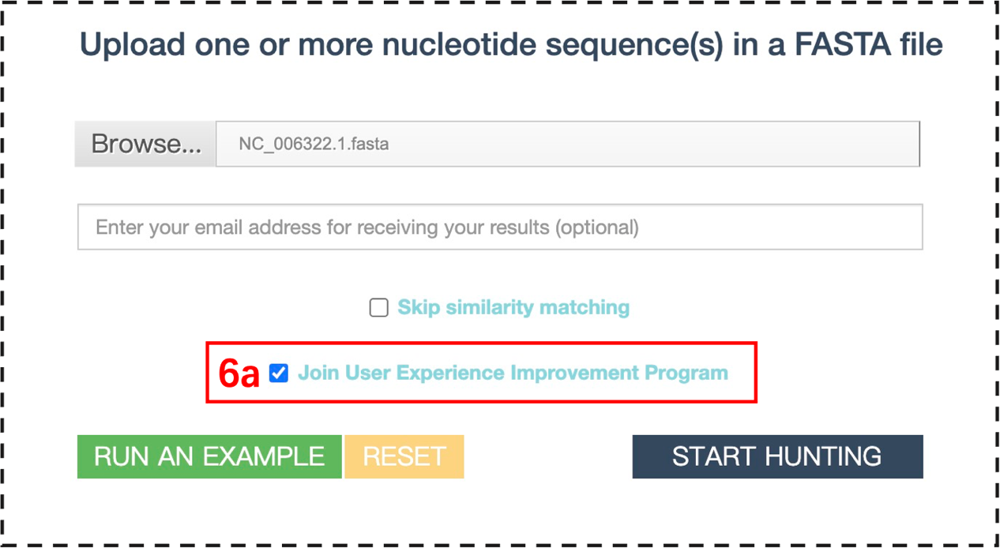 Upload one or more nucleotide sequence(s) in a FASTA file
Browse... NC_006322.1.fasta
Enter your email address for receiving your results (optional)
Skip similarity matching
6a Join User Experience Improvement Program
RUN AN EXAMPLE RESET START HUNTING